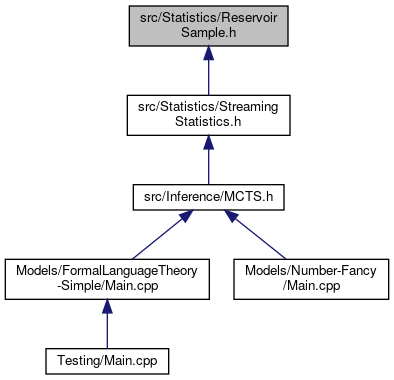 src/Statistics/Reservoir
Sample.h
src/Statistics/Streaming
Statistics.h
src/Inference/MCTS.h
Models/FormalLanguageTheory
-Simple/Main.cpp
Models/Number-Fancy
/Main.cpp
Testing/Main.cpp